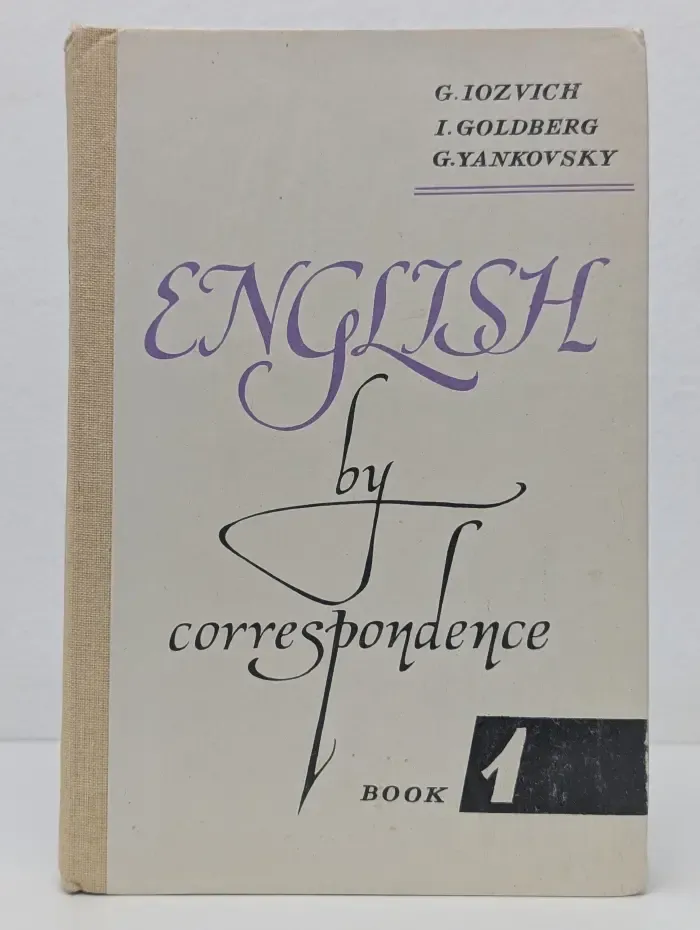 G. IOZVICH
I. GOLDBERG
G. YANKOVSKY
ENGLISH
by
correspondence
BOOK 1